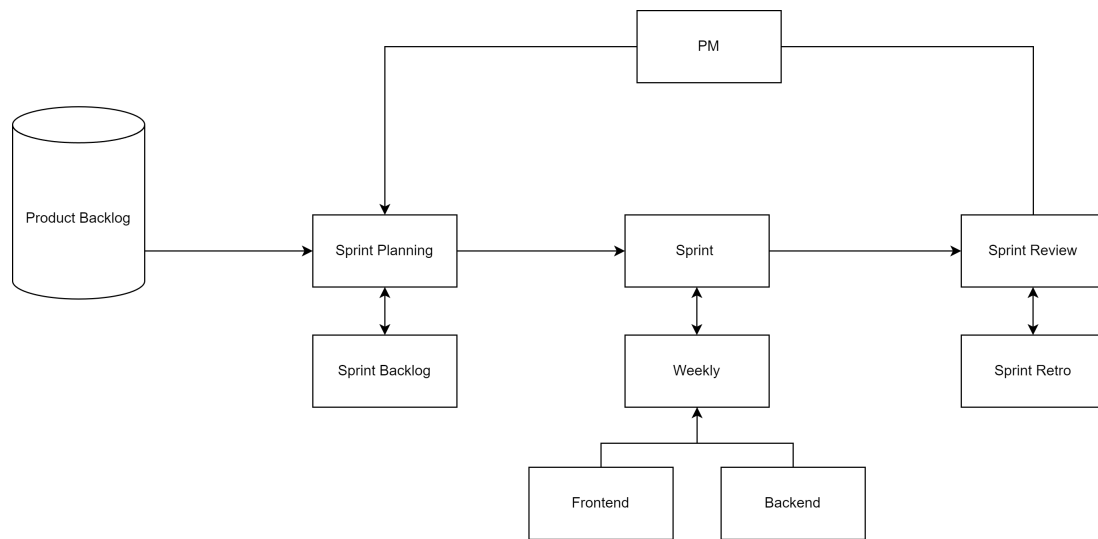 PM
Product Backlog
Sprint Planning
Sprint
Sprint Review
Sprint Backlog
Weekly
Sprint Retro
Frontend
Backend